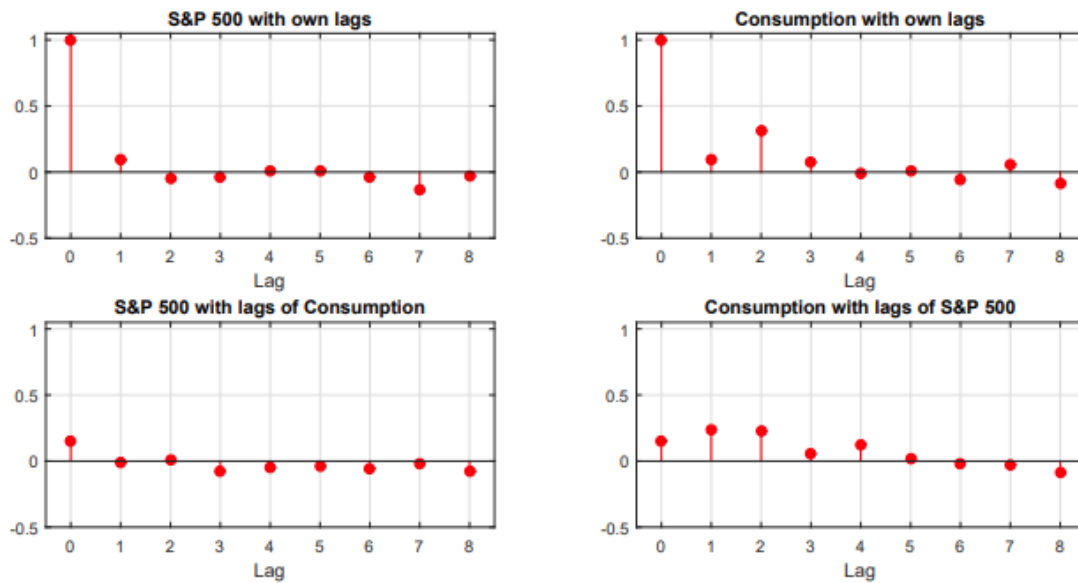 S&P 500 with own lags
1
0.5
0
-0.5
0 1 2 3 4 5 6 7 8
Lag
Consumption with own lags
1
0.5
0
-0.5
0 1 2 3 4 5 6 7 8
Lag
S&P 500 with lags of Consumption
1
0.5
0
-0.5
0 1 2 3 4 5 6 7 8
Lag
Consumption with lags of S&P 500
1
0.5
0
-0.5
0 1 2 3 4 5 6 7 8
Lag